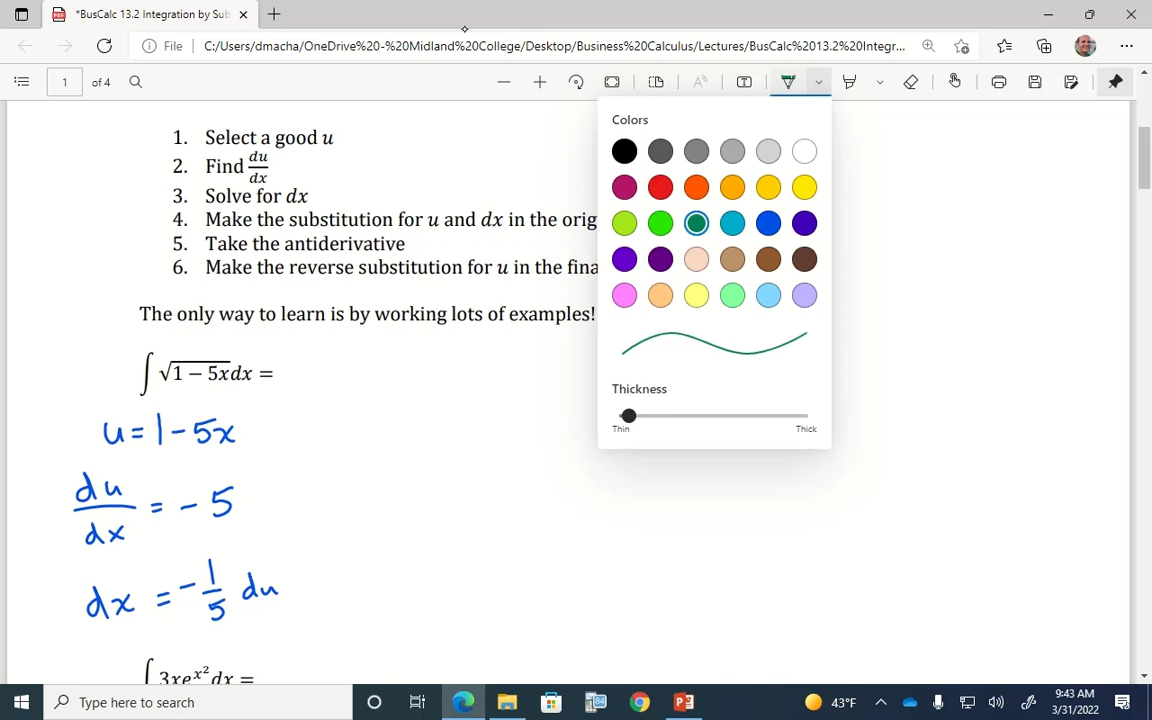 *BusCalc 13.2 Integration by Sub
File C:/Users/dmacha/OneDrive%20-%20Midland%20College/Desktop/Business%20Calculus/Lectures/BusCalc%2013.2%20Integr...
1 of 4
1. Select a good u
2. Find du/dx
3. Solve for dx
4. Make the substitution for u and dx in the orig
5. Take the antiderivative
6. Make the reverse substitution for u in the fina
The only way to learn is by working lots of examples!
∫ √(1 − 5x)dx =
u = 1 - 5x
du/dx = - 5
dx = - 1/5 du
∫ 3xe^x² dx =
Colors
Thickness
Thin Thick
Type here to search
43°F
9:43 AM
3/31/2022